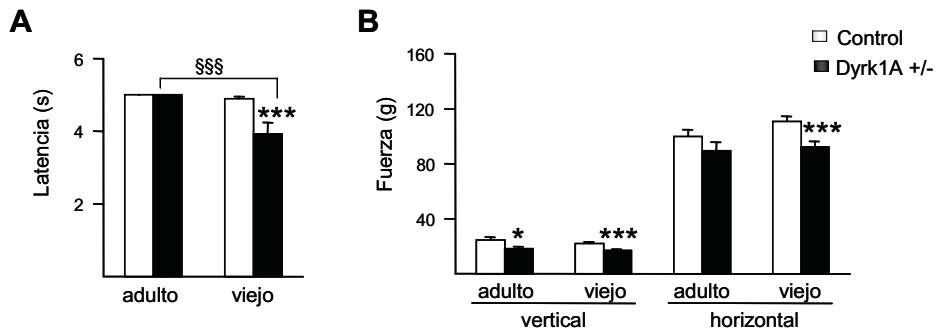 A
B
Control
Dyrk1A +/-
Latencia (s)
6
4
2
§§§
***
adulto
viejo
Fuerza (g)
160
120
80
40
*
***
***
adulto
viejo
adulto
viejo
vertical
horizontal